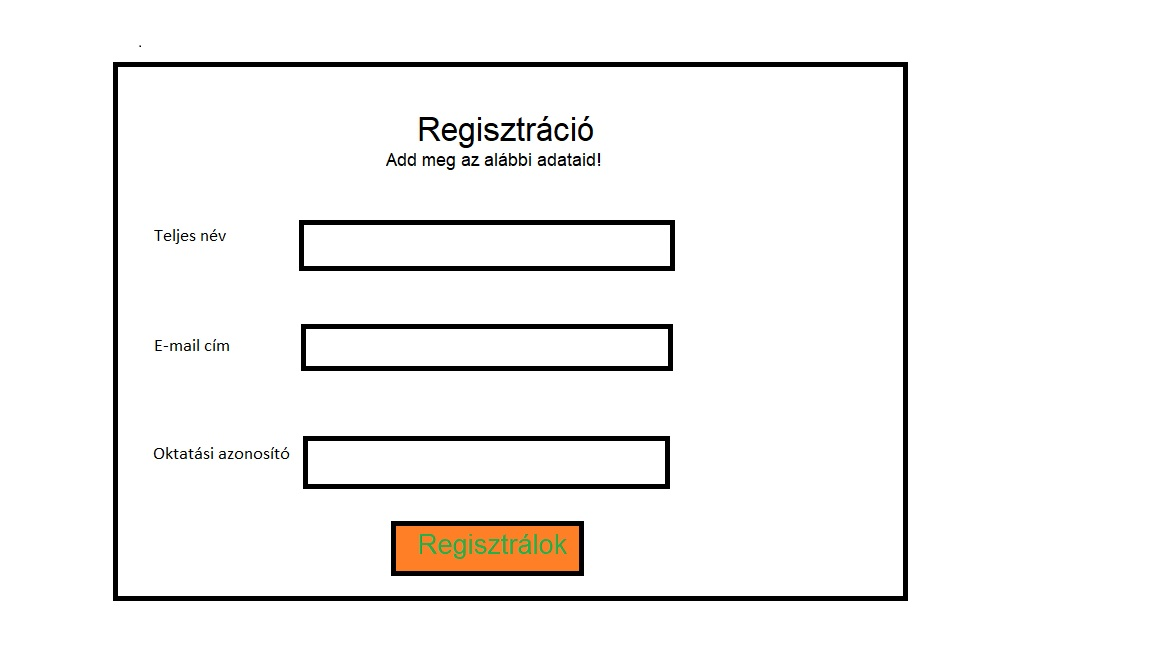 .
Regisztráció
Add meg az alábbi adataid!
Teljes név
E-mail cím
Oktatási azonosító
Regisztrálok